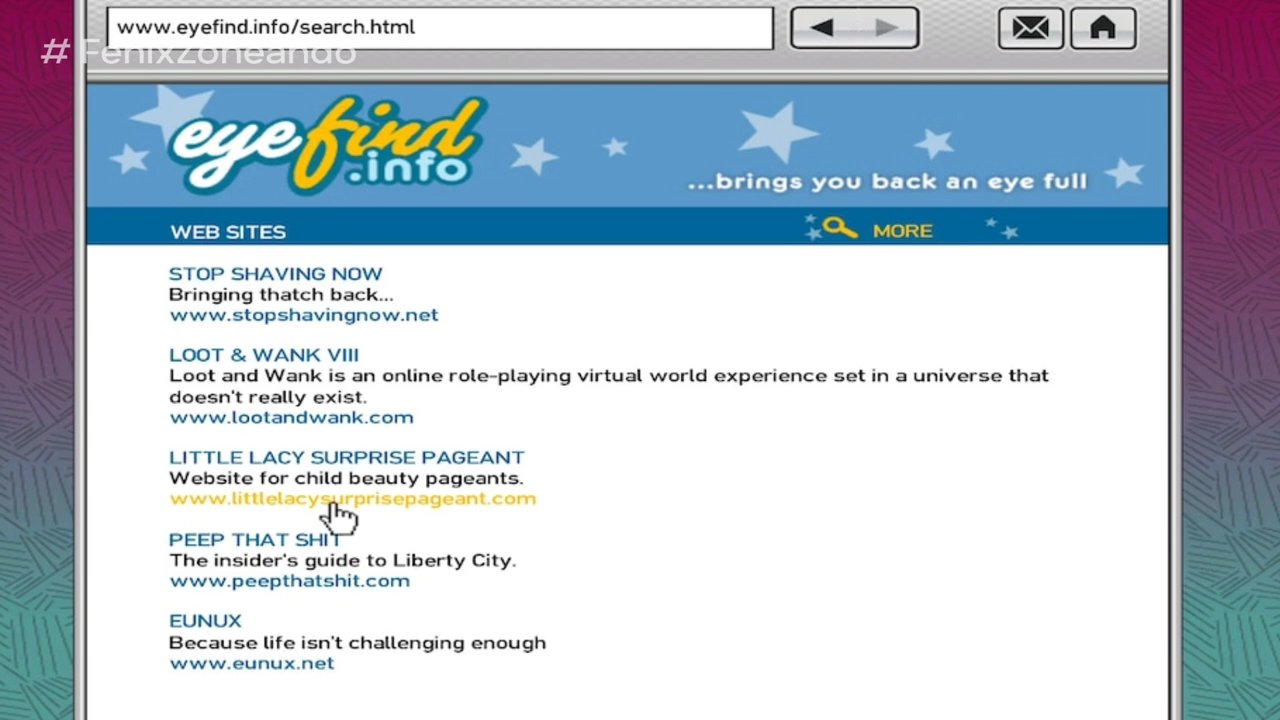 www.eyefind.info/search.html
# FenixZoneando
eyefind
.info
...brings you back an eye full
WEB SITES
MORE
STOP SHAVING NOW
Bringing thatch back...
www.stopshavingnow.net
LOOT & WANK VIII
Loot and Wank is an online role-playing virtual world experience set in a universe that
doesn't really exist.
www.lootandwank.com
LITTLE LACY SURPRISE PAGEANT
Website for child beauty pageants.
www.littlelacysurprisepageant.com
PEEP THAT SHIT
The insider's guide to Liberty City.
www.peepthatshit.com
EUNUX
Because life isn't challenging enough
www.eunux.net